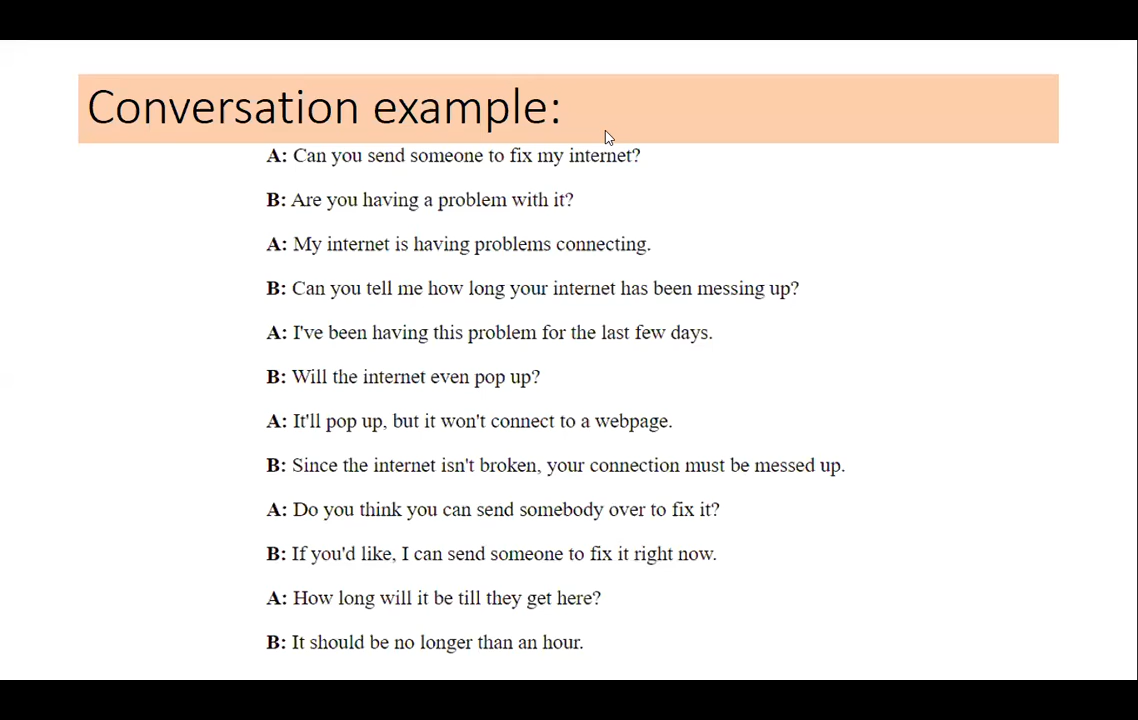 Conversation example:
A: Can you send someone to fix my internet?
B: Are you having a problem with it?
A: My internet is having problems connecting.
B: Can you tell me how long your internet has been messing up?
A: I've been having this problem for the last few days.
B: Will the internet even pop up?
A: It'll pop up, but it won't connect to a webpage.
B: Since the internet isn't broken, your connection must be messed up.
A: Do you think you can send somebody over to fix it?
B: If you'd like, I can send someone to fix it right now.
A: How long will it be till they get here?
B: It should be no longer than an hour.